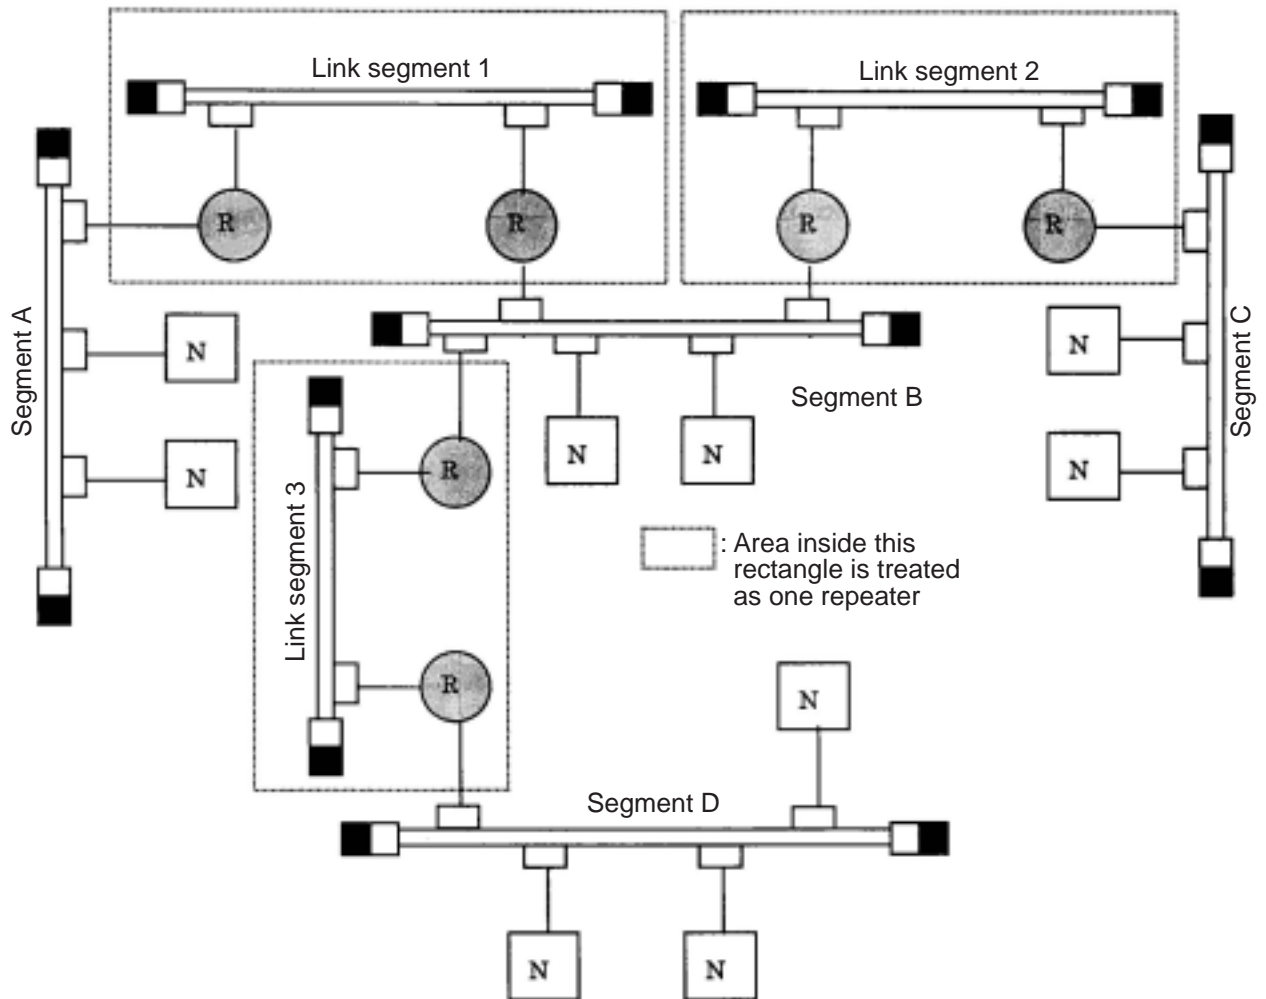 Link segment 1
Link segment 2
R
R
R
R
Segment A
N
N
Segment B
N
N
N
N
Segment C
Link segment 3
R
R
: Area inside this
rectangle is treated
as one repeater
N
Segment D
N
N